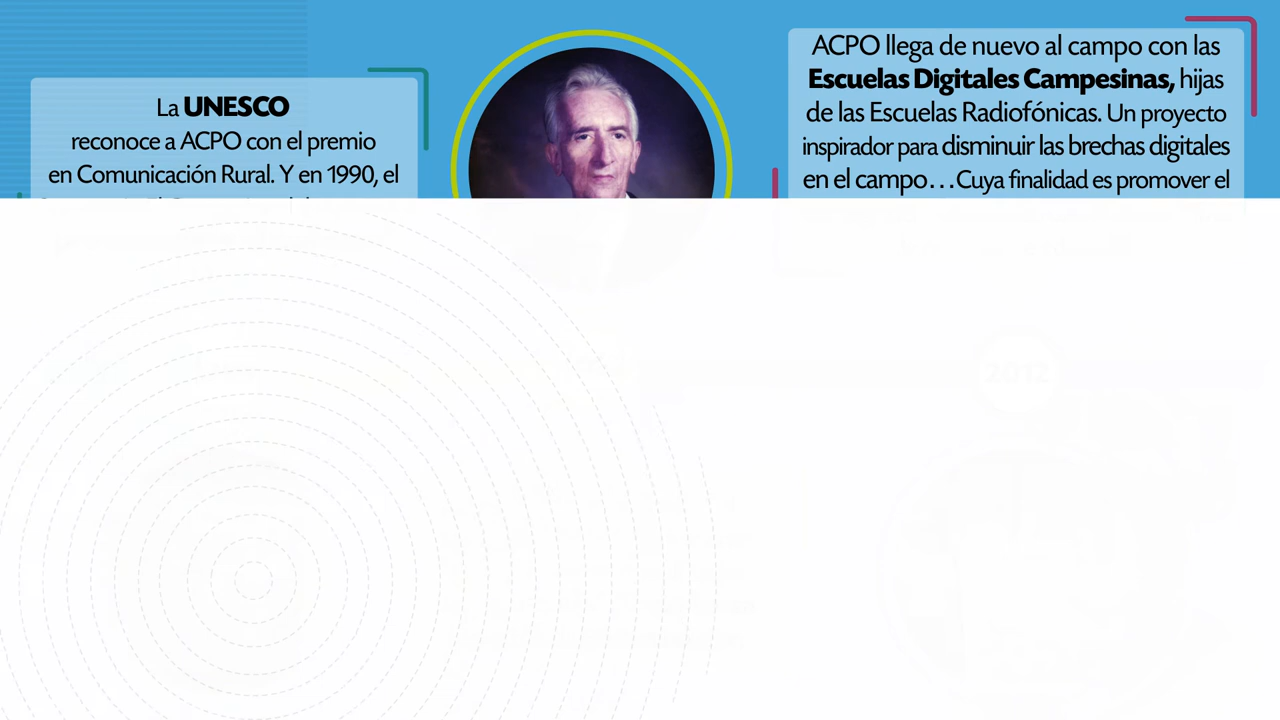 La UNESCO
reconoce a ACPO con el premio
en Comunicación Rural. Y en 1990, el
ACPO llega de nuevo al campo con las
Escuelas Digitales Campesinas, hijas
de las Escuelas Radiofónicas. Un proyecto
inspirador para disminuir las brechas digitales
en el campo…Cuya finalidad es promover el
2012